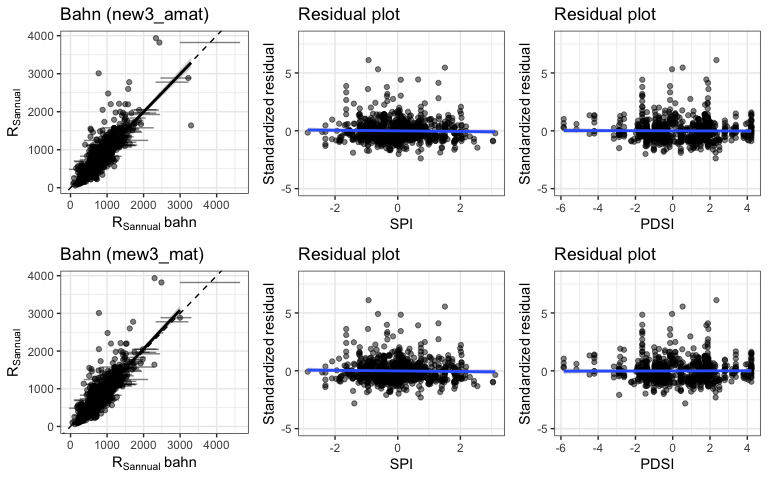 Bahn (new3_amat)
Residual plot
Residual plot
4000
3000
2000
1000
0
R_Sannual
0 1000 2000 3000 4000
R_Sannual bahn
5
0
-5
Standardized residual
-2 0 2
SPI
5
0
-5
Standardized residual
-6 -4 -2 0 2 4
PDSI
Bahn (mew3_mat)
Residual plot
Residual plot
4000
3000
2000
1000
0
R_Sannual
0 1000 2000 3000 4000
R_Sannual bahn
5
0
-5
Standardized residual
-2 0 2
SPI
5
0
-5
Standardized residual
-6 -4 -2 0 2 4
PDSI